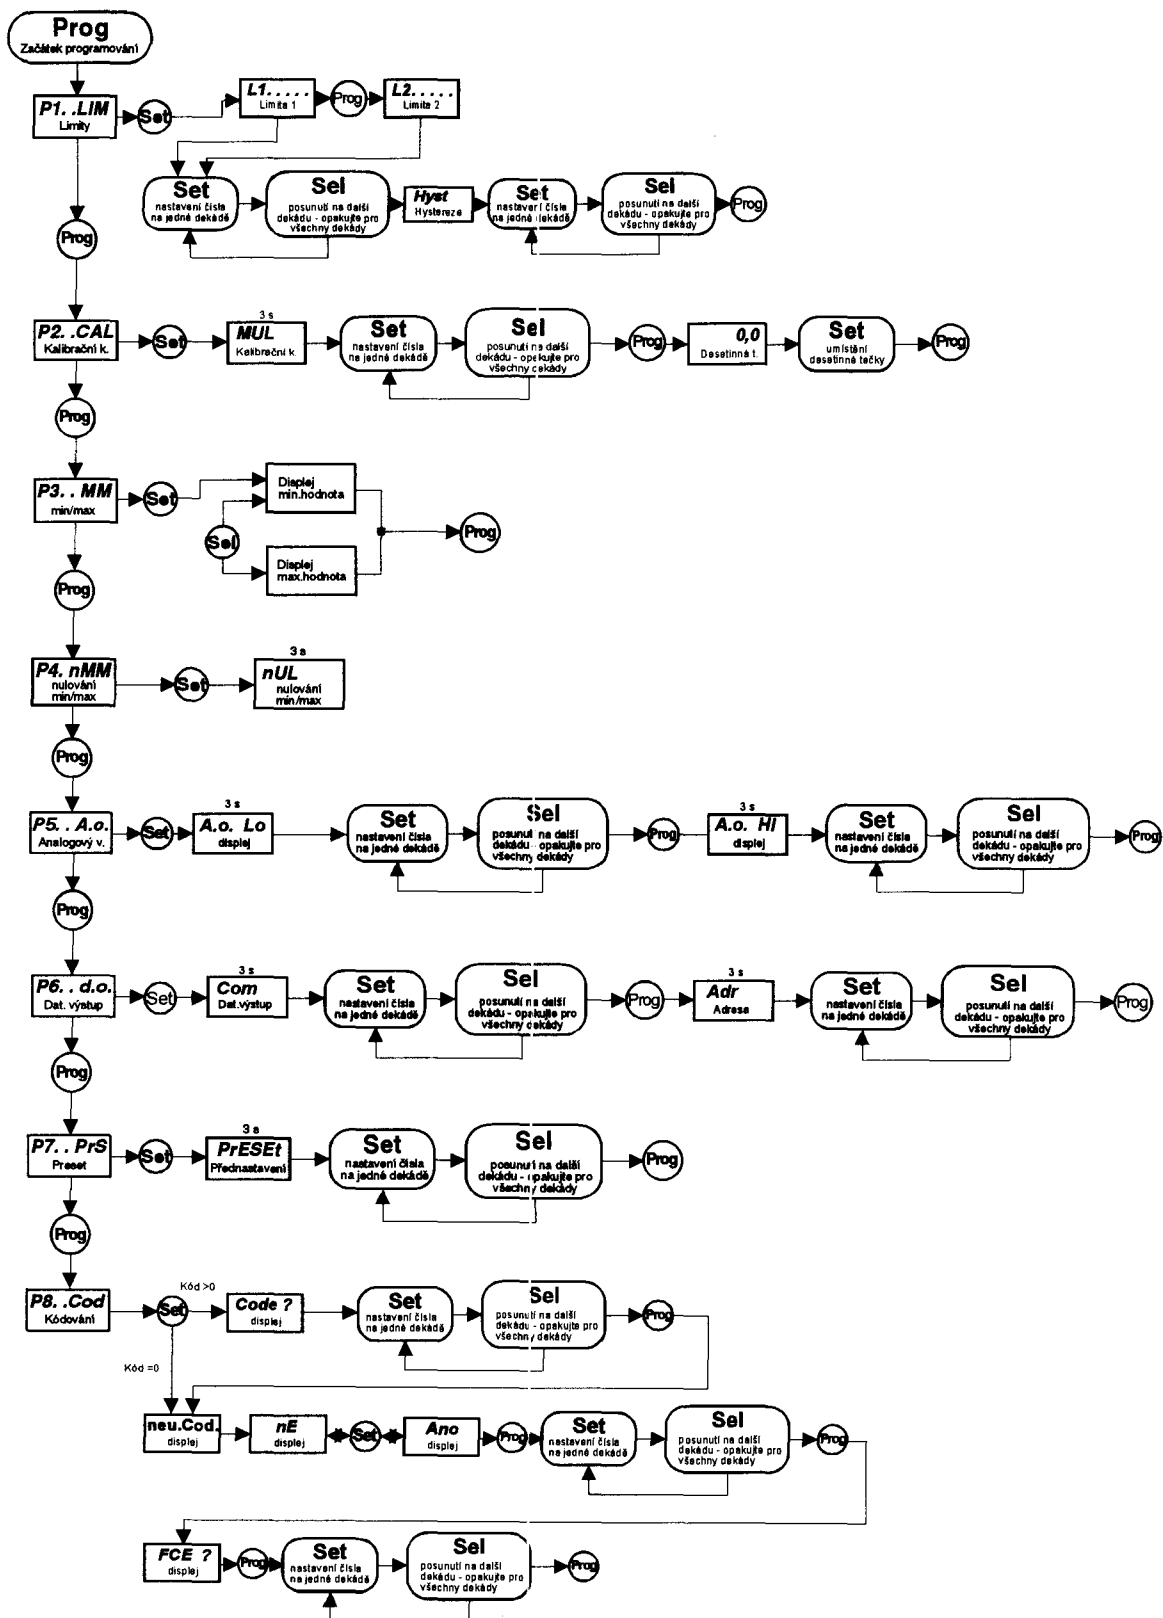 Prog
Začátek programování
P1. .LIM
Limity
Set
L1. . . . .
Limita 1
Prog
L2. . . . .
Limita 2
Set
nastavení čísla
na jedné dekádě
Sel
posunutí na další
dekádu - opakujte pro
všechny dekády
Hyst
Hystereze
Set
nastavení čísla
na jedné dekádě
Sel
posunutí na další
dekádu - opakujte pro
všechny dekády
Prog
Prog
P2. .CAL
Kalibrační k.
Set
3 s
MUL
Kalibrační k.
Set
nastavení čísla
na jedné dekádě
Sel
posunutí na další
dekádu - opakujte pro
všechny dekády
Prog
0,0
Desetinná t.
Set
umístění
desetinné tečky
Prog
Prog
P3. . MM
min/max
Set
Displej
min.hodnota
Sel
Displej
max.hodnota
Prog
Prog
P4. nMM
nulování
min/max
Set
3 s
nUL
nulování
min/max
Prog
P5. . A.o.
Analogový v.
Set
3 s
A.o. Lo
displej
Set
nastavení čísla
na jedné dekádě
Sel
posunutí na další
dekádu - opakujte pro
všechny dekády
Prog
3 s
A.o. HI
displej
Set
nastavení čísla
na jedné dekádě
Sel
posunutí na další
dekádu - opakujte pro
všechny dekády
Prog
Prog
P6. . d.o.
Dat. výstup
Set
3 s
Com
Dat.výstup
Set
nastavení čísla
na jedné dekádě
Sel
posunutí na další
dekádu - opakujte pro
všechny dekády
Prog
3 s
Adr
Adresa
Set
nastavení čísla
na jedné dekádě
Sel
posunutí na další
dekádu - opakujte pro
všechny dekády
Prog
Prog
P7. . PrS
Preset
Set
3 s
PrESEt
Přednastavení
Set
nastavení čísla
na jedné dekádě
Sel
posunutí na další
dekádu - opakujte pro
všechny dekády
Prog
Prog
P8. .Cod
Kódování
Set
Kód >0
Code ?
displej
Set
nastavení čísla
na jedné dekádě
Sel
posunutí na další
dekádu - opakujte pro
všechny dekády
Prog
Kód =0
neu.Cod.
displej
nE
displej
Set
Ano
displej
Prog
Set
nastavení čísla
na jedné dekádě
Sel
posunutí na další
dekádu - opakujte pro
všechny dekády
Prog
FCE ?
displej
Prog
Set
nastavení čísla
na jedné dekádě
Sel
posunutí na další
dekádu - opakujte pro
všechny dekády
Prog